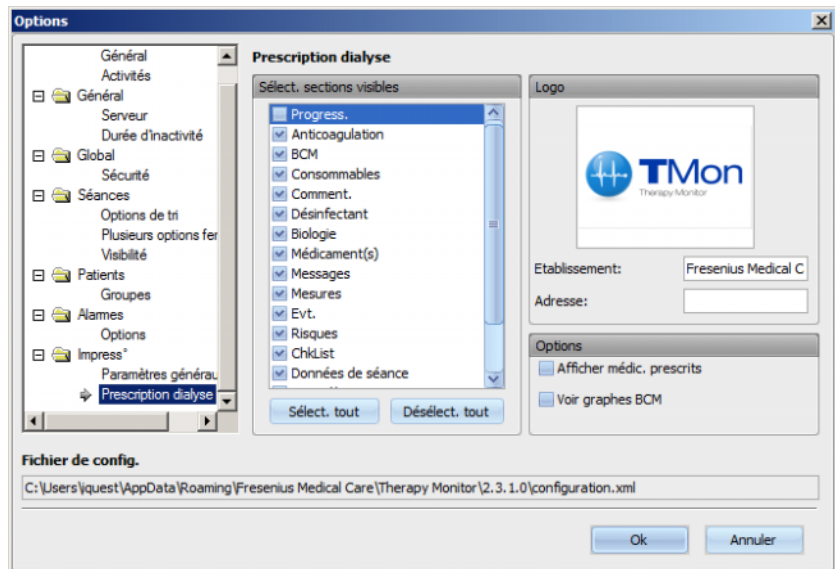 Options
Général
Activités
Général
Serveur
Durée d'inactivité
Global
Sécurité
Séances
Options de tri
Plusieurs options fer
Visibilité
Patients
Groupes
Alarmes
Options
Impress°
Paramètres générau
Prescription dialyse
Prescription dialyse
Sélect. sections visibles
Progress.
Anticoagulation
BCM
Consommables
Comment.
Désinfectant
Biologie
Médicament(s)
Messages
Mesures
Evt.
Risques
ChkList
Données de séance
Sélect. tout
Désélect. tout
Logo
TMon
Therapy Monitor
Etablissement:
Fresenius Medical C
Adresse:
Options
Afficher médic. prescrits
Voir graphes BCM
Fichier de config.
C:\Users\iquest\AppData\Roaming\Fresenius Medical Care\Therapy Monitor\2.3.1.0\configuration.xml
Ok
Annuler